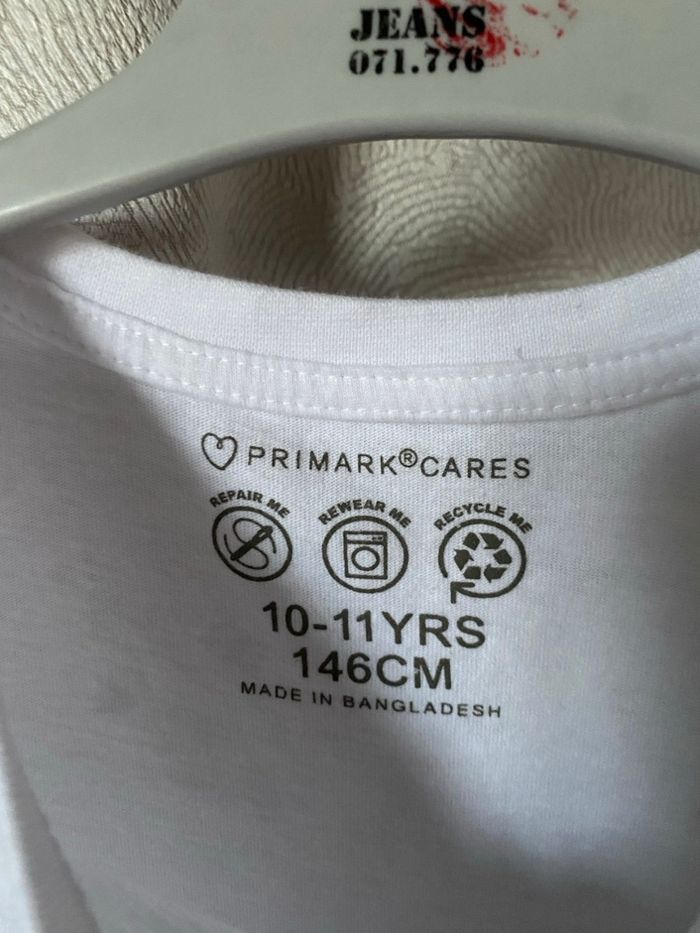 JEANS
071.776
PRIMARK®CARES
REPAIR ME
REWEAR ME
RECYCLE ME
10-11YRS
146CM
MADE IN BANGLADESH